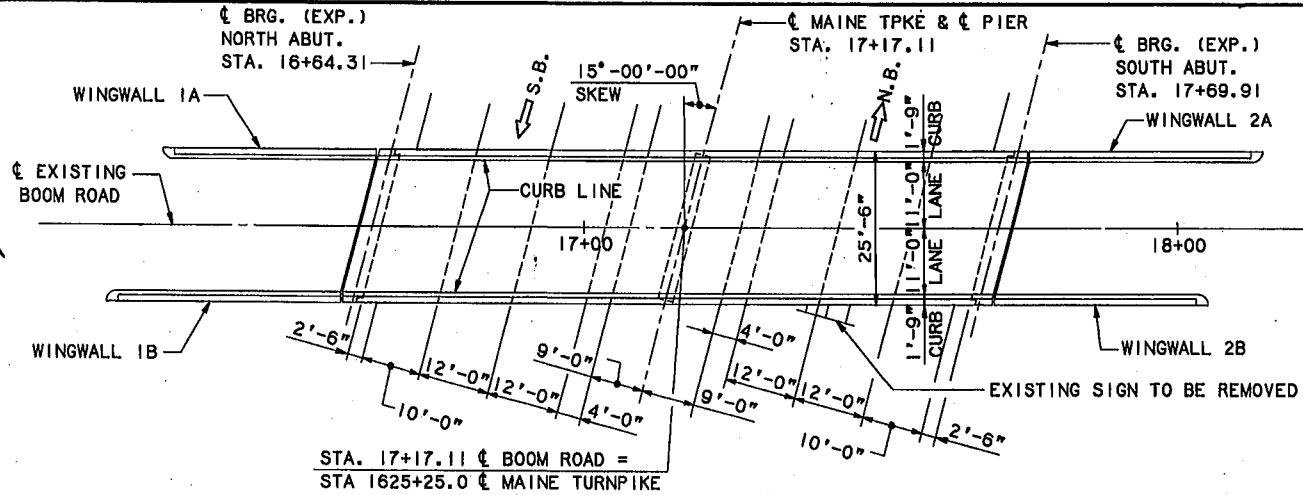 ℄ BRG. (EXP.)
NORTH ABUT.
STA. 16+64.31
℄ MAINE TPKE & ℄ PIER
STA. 17+17.11
℄ BRG. (EXP.)
SOUTH ABUT.
STA. 17+69.91
15°-00'-00"
SKEW
S.B.
N.B.
WINGWALL 1A
WINGWALL 2A
1'-9" CURB
℄ EXISTING
BOOM ROAD
CURB LINE
11'-0" LANE
17+00
25'-6"
18+00
11'-0" LANE
1'-9" CURB
WINGWALL 1B
WINGWALL 2B
2'-6"
10'-0"
12'-0"
12'-0"
4'-0"
9'-0"
9'-0"
4'-0"
12'-0"
12'-0"
10'-0"
2'-6"
EXISTING SIGN TO BE REMOVED
STA. 17+17.11 ℄ BOOM ROAD =
STA 1625+25.0 ℄ MAINE TURNPIKE